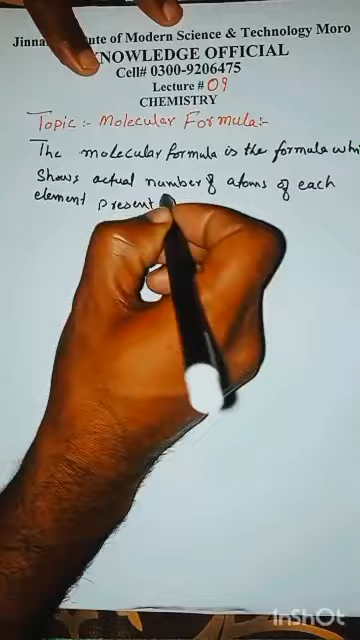 Jinna ute of Modern Science & Technology Moro
KNOWLEDGE OFFICIAL
Cell# 0300-9206475
Lecture # 09
CHEMISTRY
Topic :- Molecular Formula:-
The molecular formula is the formula whi
Shows actual number of atoms of each
element present
InShOt